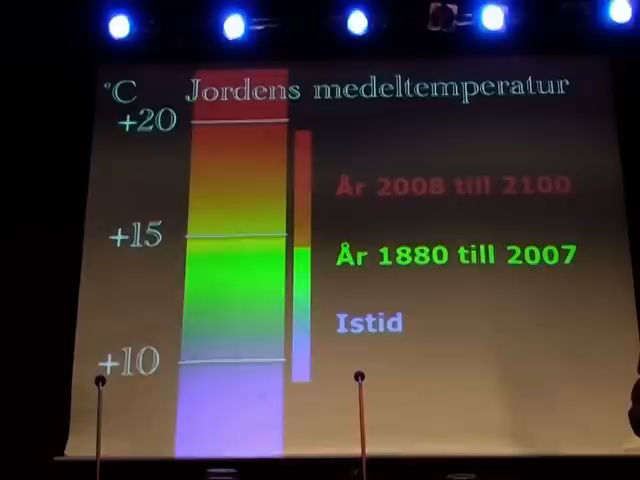 °C Jordens medeltemperatur
+20
År 2008 till 2100
+15
År 1880 till 2007
Istid
+10